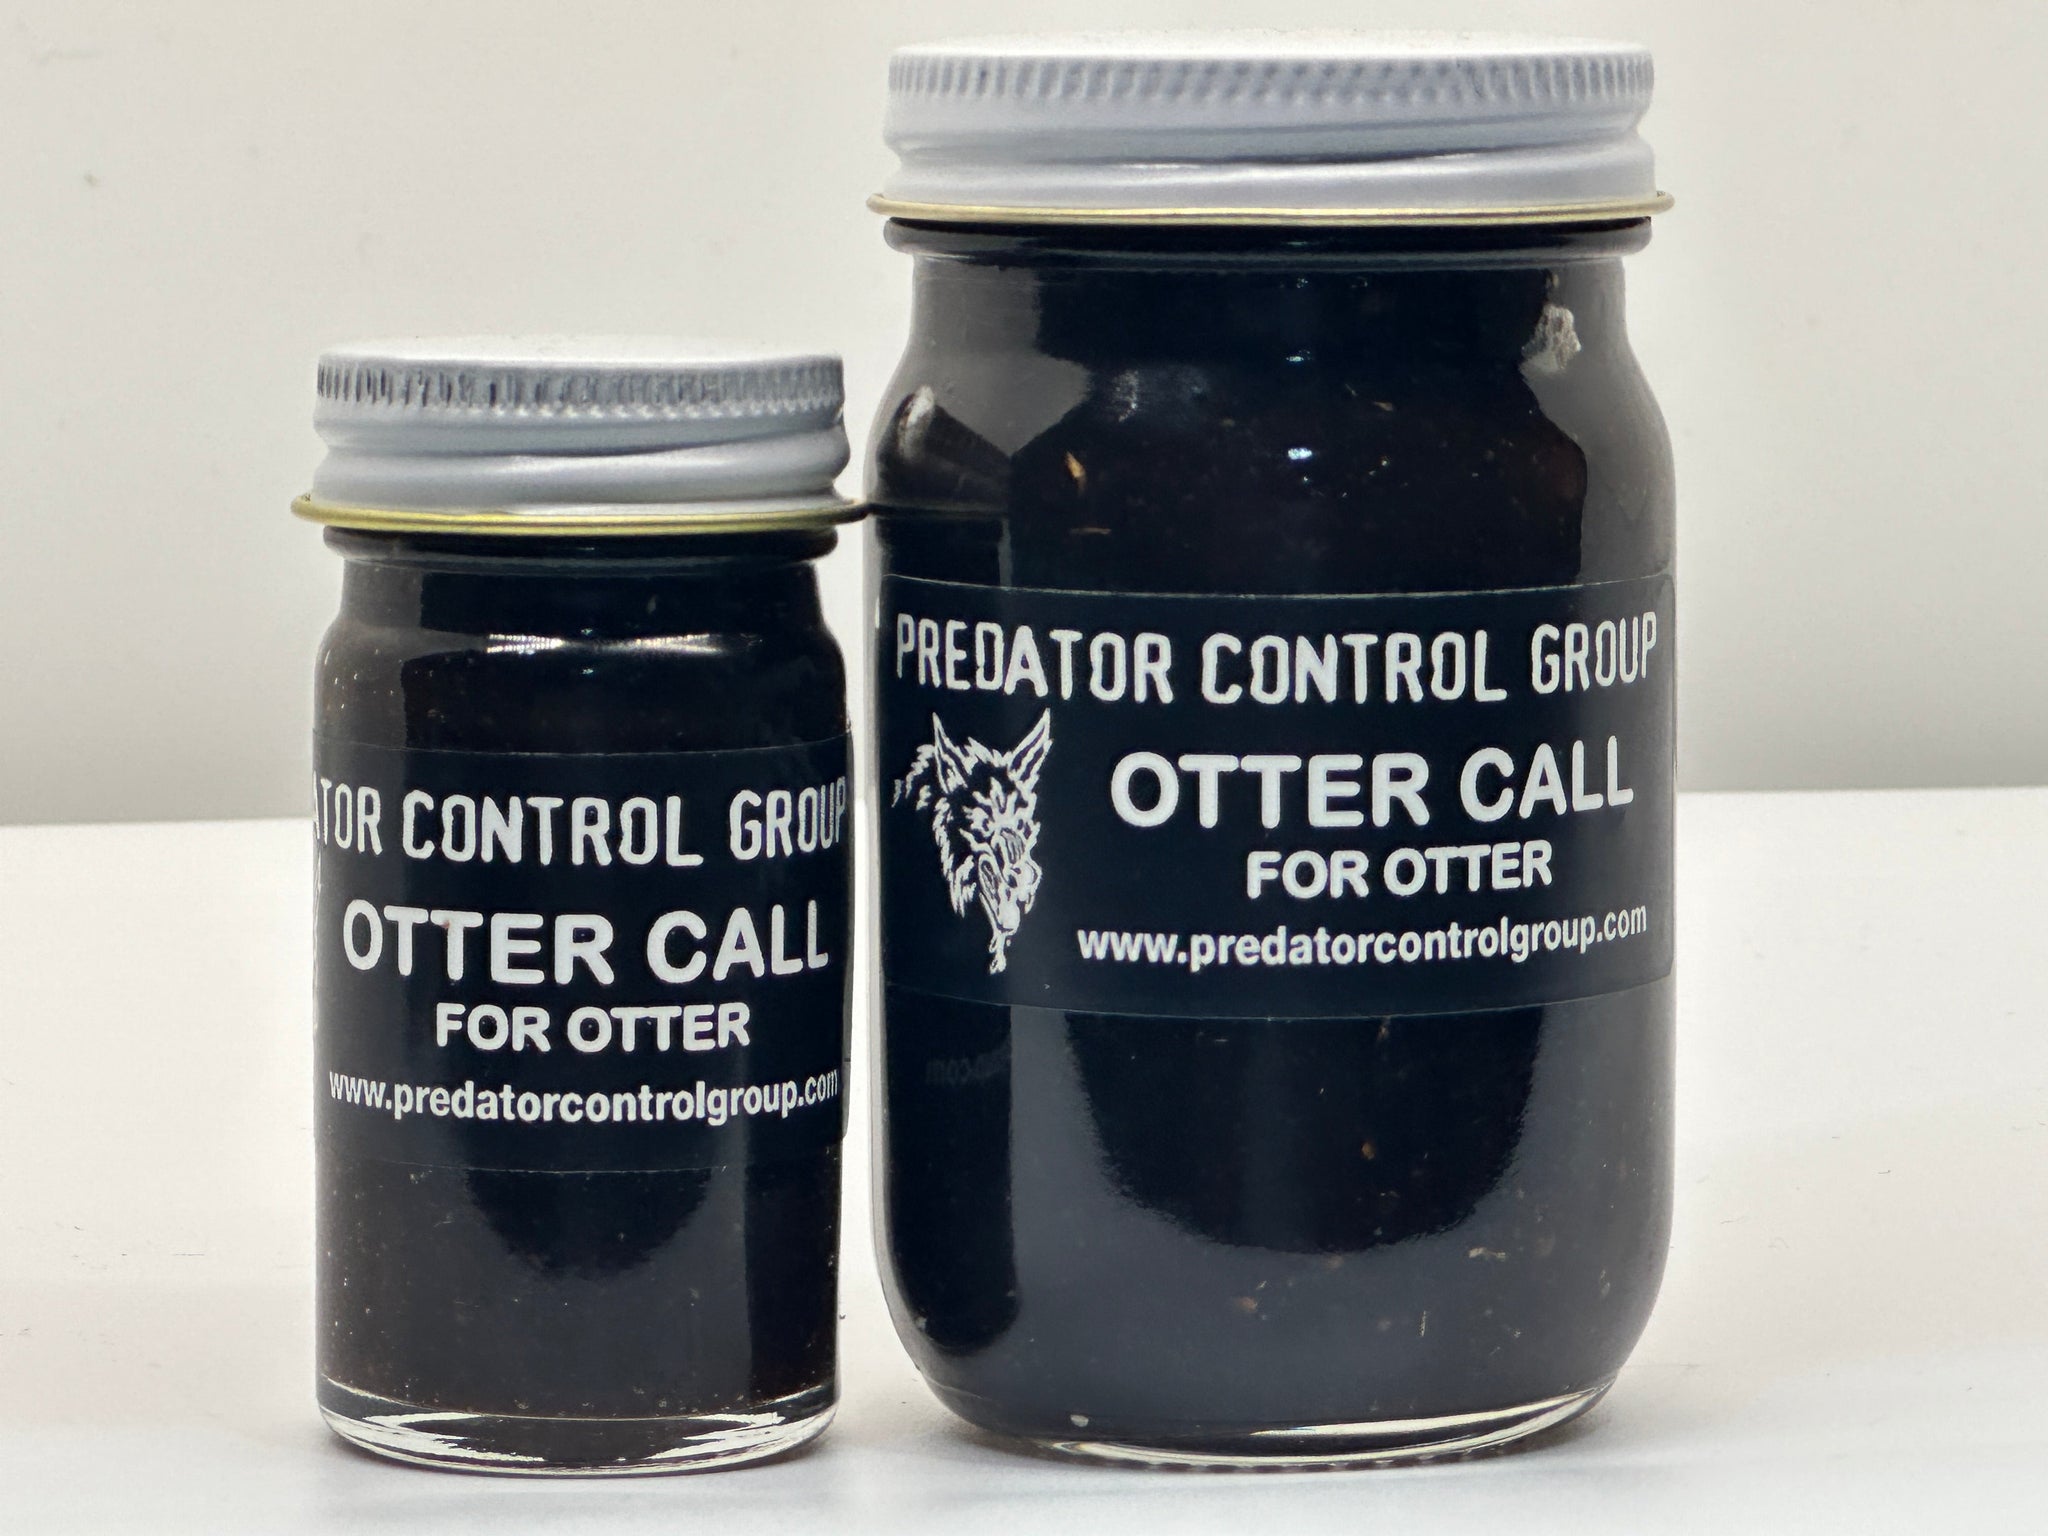 ATOR CONTROL GROUP
OTTER CALL
FOR OTTER
www.predatorcontrolgroup.com
PREDATOR CONTROL GROUP
OTTER CALL
FOR OTTER
www.predatorcontrolgroup.com